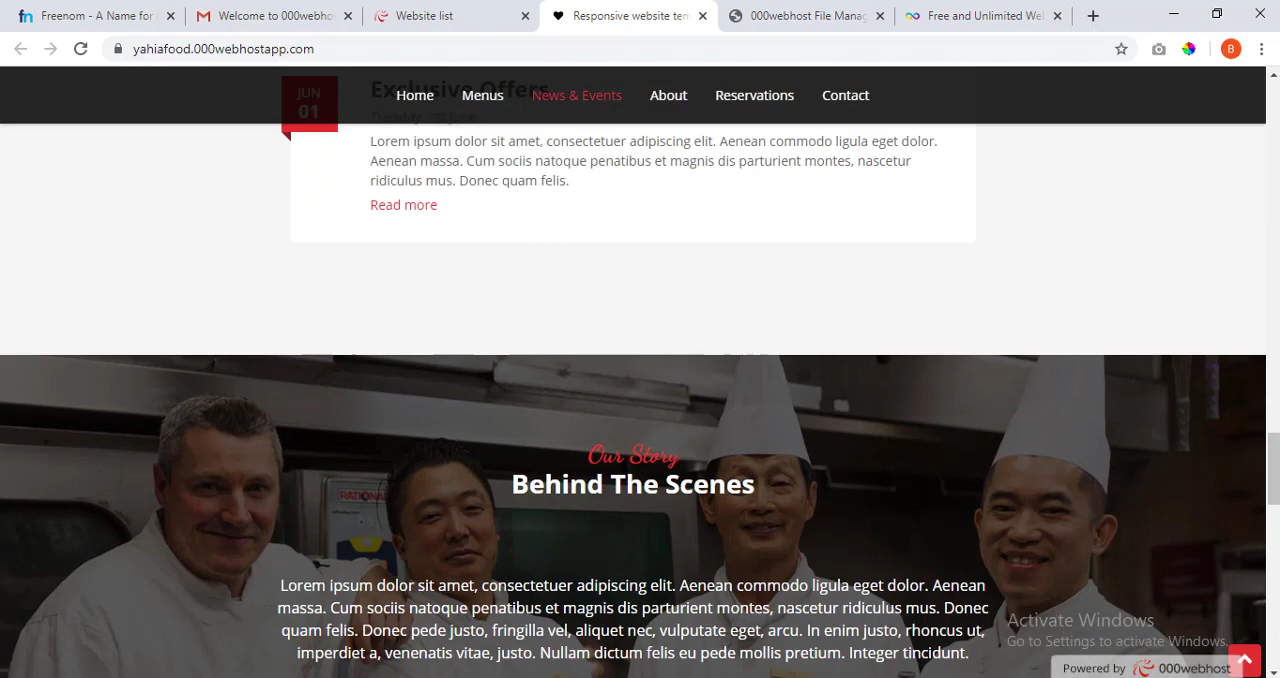 Freenom - A Name for
Welcome to 000webho
Website list
Responsive website tem
000webhost File Manag
Free and Unlimited We
yahiafood.000webhostapp.com
B
JUN
01
Exclusive Offers
Home
Menus
News & Events
About
Reservations
Contact
Lorem ipsum dolor sit amet, consectetuer adipiscing elit. Aenean commodo ligula eget dolor.
Aenean massa. Cum sociis natoque penatibus et magnis dis parturient montes, nascetur
ridiculus mus. Donec quam felis.
Read more
RATIONAL
Our Story
Behind The Scenes
Lorem ipsum dolor sit amet, consectetuer adipiscing elit. Aenean commodo ligula eget dolor. Aenean
massa. Cum sociis natoque penatibus et magnis dis parturient montes, nascetur ridiculus mus. Donec
quam felis. Donec pede justo, fringilla vel, aliquet nec, vulputate eget, arcu. In enim justo, rhoncus ut,
imperdiet a, venenatis vitae, justo. Nullam dictum felis eu pede mollis pretium. Integer tincidunt.
Activate Windows
Go to Settings to activate Windows.
Powered by 000webhost